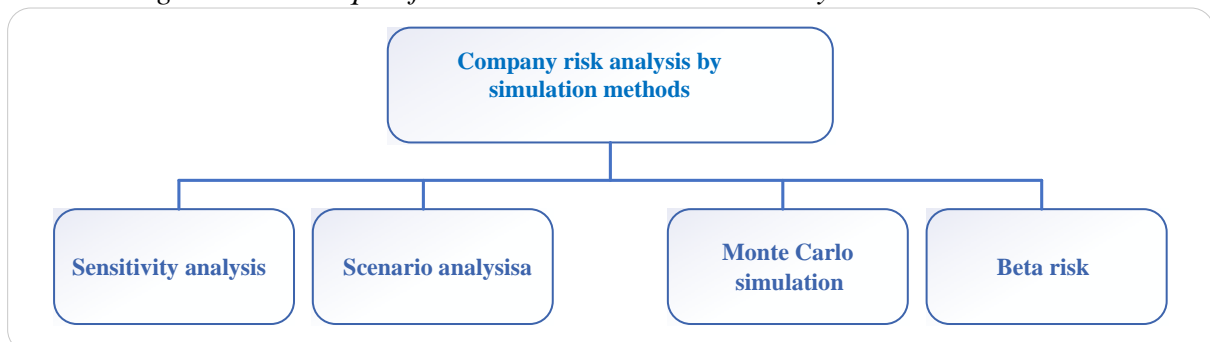 Company risk analysis by
simulation methods
Sensitivity analysis
Scenario analysisa
Monte Carlo
simulation
Beta risk